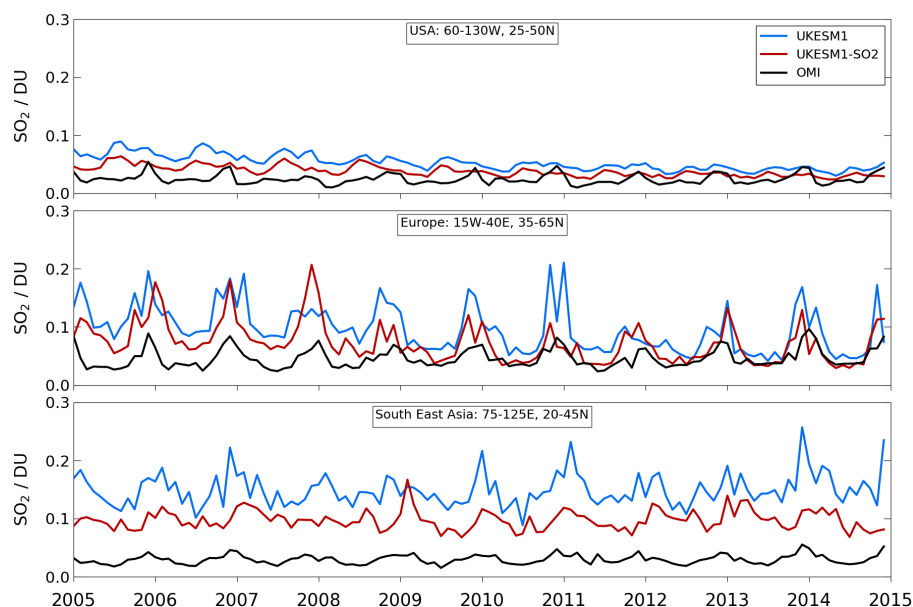 USA: 60-130W, 25-50N
UKESM1
UKESM1-SO2
OMI
SO₂ / DU
0.3
0.2
0.1
0.0
Europe: 15W-40E, 35-65N
SO₂ / DU
0.3
0.2
0.1
0.0
South East Asia: 75-125E, 20-45N
SO₂ / DU
0.3
0.2
0.1
0.0
2005 2006 2007 2008 2009 2010 2011 2012 2013 2014 2015